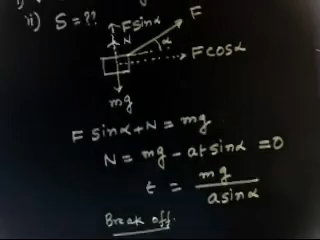 ii) S = ??
F sinα
F
N
α
F cosα
mg
F sinα + N = mg
N = mg - at sinα = 0
t = mg / a sinα
Break off.